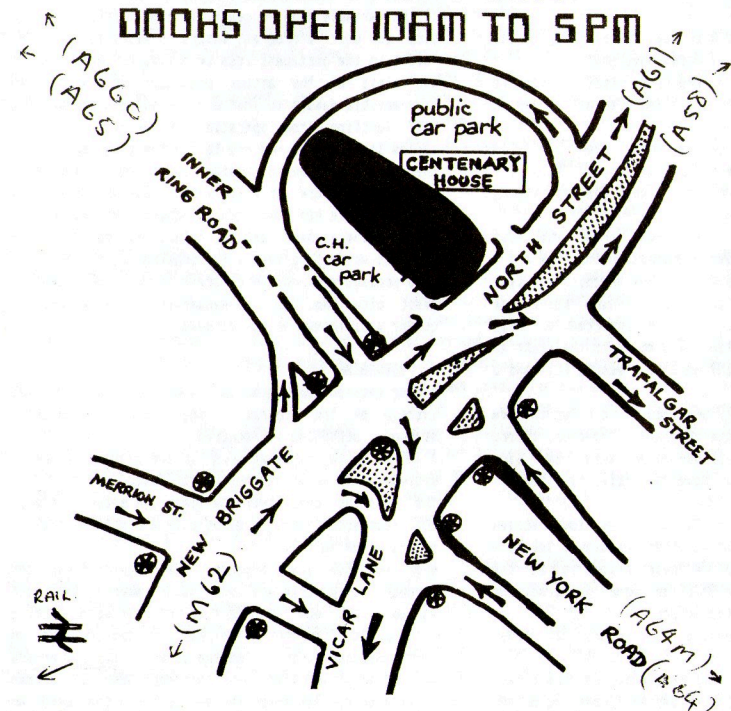 DOORS OPEN 10AM TO 5PM
(A660)
(A65)
(A61)
(A58)
public
car park
CENTENARY
HOUSE
INNER
RING ROAD
C.H.
car
park
NORTH STREET
TRAFALGAR
STREET
MERRION ST.
NEW BRIGGATE
(M62)
RAIL.
VICAR LANE
NEW YORK
ROAD
(A64M)
(A64)